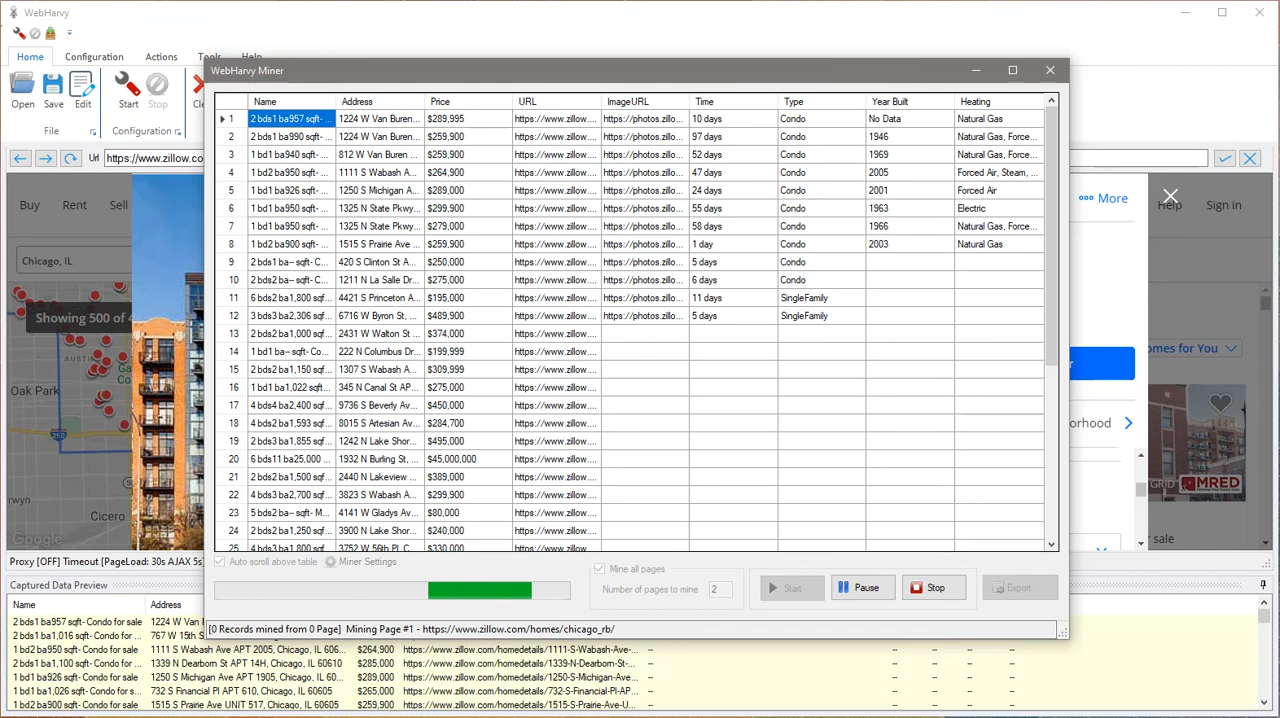 WebHarvy
Home Configuration Actions Tools
Open Save Edit Start Stop
File Configuration
WebHarvy Miner
Url https://www.zillow.co
Buy Rent Sell
Chicago, IL
Showing 500 of
Oak Park
Cicero
Google
More Help Sign in
omes for You
orhood
GRID MRED
or sale
Name Address Price URL ImageURL Time Type Year Built Heating
1 2 bds1 ba957 sqft- ... 1224 W Van Buren... $289,995 https://www.zillow.... https://photos.zillo... 10 days Condo No Data Natural Gas
2 2 bds1 ba990 sqft- ... 1224 W Van Buren... $259,900 https://www.zillow.... https://photos.zillo... 97 days Condo 1946 Natural Gas, Force...
3 1 bd1 ba940 sqft- ... 812 W Van Buren ... $259,900 https://www.zillow.... https://photos.zillo... 52 days Condo 1969 Natural Gas, Force...
4 1 bd2 ba950 sqft- ... 1111 S Wabash A... $264,900 https://www.zillow.... https://photos.zillo... 47 days Condo 2005 Forced Air, Steam, ...
5 1 bd1 ba926 sqft- ... 1250 S Michigan A... $289,000 https://www.zillow.... https://photos.zillo... 24 days Condo 2001 Forced Air
6 1 bd1 ba950 sqft- ... 1325 N State Pkwy... $299,900 https://www.zillow.... https://photos.zillo... 55 days Condo 1963 Electric
7 1 bd1 ba950 sqft- ... 1325 N State Pkwy... $279,000 https://www.zillow.... https://photos.zillo... 58 days Condo 1966 Natural Gas, Force...
8 1 bd2 ba900 sqft- ... 1515 S Prairie Ave ... $259,900 https://www.zillow.... https://photos.zillo... 1 day Condo 2003 Natural Gas
9 2 bds1 ba-- sqft- C... 420 S Clinton St A... $250,000 https://www.zillow.... https://photos.zillo... 5 days Condo
10 2 bds2 ba-- sqft- C... 1211 N La Salle Dr... $275,000 https://www.zillow.... https://photos.zillo... 6 days Condo
11 6 bds2 ba1,800 sqf... 4421 S Princeton A... $195,000 https://www.zillow.... https://photos.zillo... 11 days SingleFamily
12 3 bds3 ba2,306 sqf... 6716 W Byron St, ... $489,900 https://www.zillow.... https://photos.zillo... 5 days SingleFamily
13 2 bds2 ba1,000 sqf... 2431 W Walton St ... $374,000 https://www.zillow....
14 1 bd1 ba-- sqft- Co... 222 N Columbus Dr... $199,999 https://www.zillow....
15 2 bds2 ba1,150 sqf... 1307 S Wabash A... $309,999 https://www.zillow....
16 1 bd1 ba1,022 sqft... 345 N Canal St AP... $275,000 https://www.zillow....
17 4 bds4 ba2,400 sqf... 9736 S Beverly Av... $450,000 https://www.zillow....
18 4 bds4 ba1,593 sqf... 8015 S Artesian Av... $284,700 https://www.zillow....
19 3 bds3 ba1,855 sqf... 1242 N Lake Shor... $495,000 https://www.zillow....
20 6 bds11 ba25,000 ... 1932 N Burling St, ... $45,000,000 https://www.zillow....
21 2 bds2 ba1,500 sqf... 2440 N Lakeview ... $389,000 https://www.zillow....
22 4 bds3 ba2,700 sqf... 3823 S Wabash A... $299,900 https://www.zillow....
23 5 bds2 ba-- sqft- M... 4141 W Gladys Av... $80,000 https://www.zillow....
24 2 bds2 ba1,250 sqf... 3900 N Lake Shor... $240,000 https://www.zillow....
25 4 bds3 ba1,800 sqf... 3752 W 56th Pl, C... $330,000 https://www.zillow....
Auto scroll above table Miner Settings
Mine all pages
Number of pages to mine 2
Start Pause Stop Export
[0 Records mined from 0 Page] Mining Page #1 - https://www.zillow.com/homes/chicago_rb/
Proxy [OFF] Timeout [PageLoad: 30s AJAX 5s]
Captured Data Preview
Name Address
2 bds1 ba957 sqft- Condo for sale 1224 W Van
2 bds1 ba1,016 sqft- Condo for sale 767 W 15th
1 bd2 ba950 sqft- Condo for sale 1111 S Wabash Ave APT 2005, Chicago, IL 606... $264,900 https://www.zillow.com/homedetails/1111-S-Wabash-Ave-... -- -- -- --
2 bds1 ba1,100 sqft- Condo for sale 1339 N Dearborn St APT 14H, Chicago, IL 60610 $285,000 https://www.zillow.com/homedetails/1339-N-Dearborn-St-... -- -- -- --
1 bd1 ba926 sqft- Condo for sale 1250 S Michigan Ave APT 1905, Chicago, IL 60... $289,000 https://www.zillow.com/homedetails/1250-S-Michigan-Av... -- -- -- --
1 bd1 ba1,026 sqft- Condo for s... 732 S Financial Pl APT 610, Chicago, IL 60605 $265,000 https://www.zillow.com/homedetails/732-S-Financial-Pl-AP... -- -- -- --
1 bd2 ba900 sqft- Condo for sale 1515 S Prairie Ave UNIT 517, Chicago, IL 60605 $259,900 https://www.zillow.com/homedetails/1515-S-Prairie-Ave-U... -- -- -- --